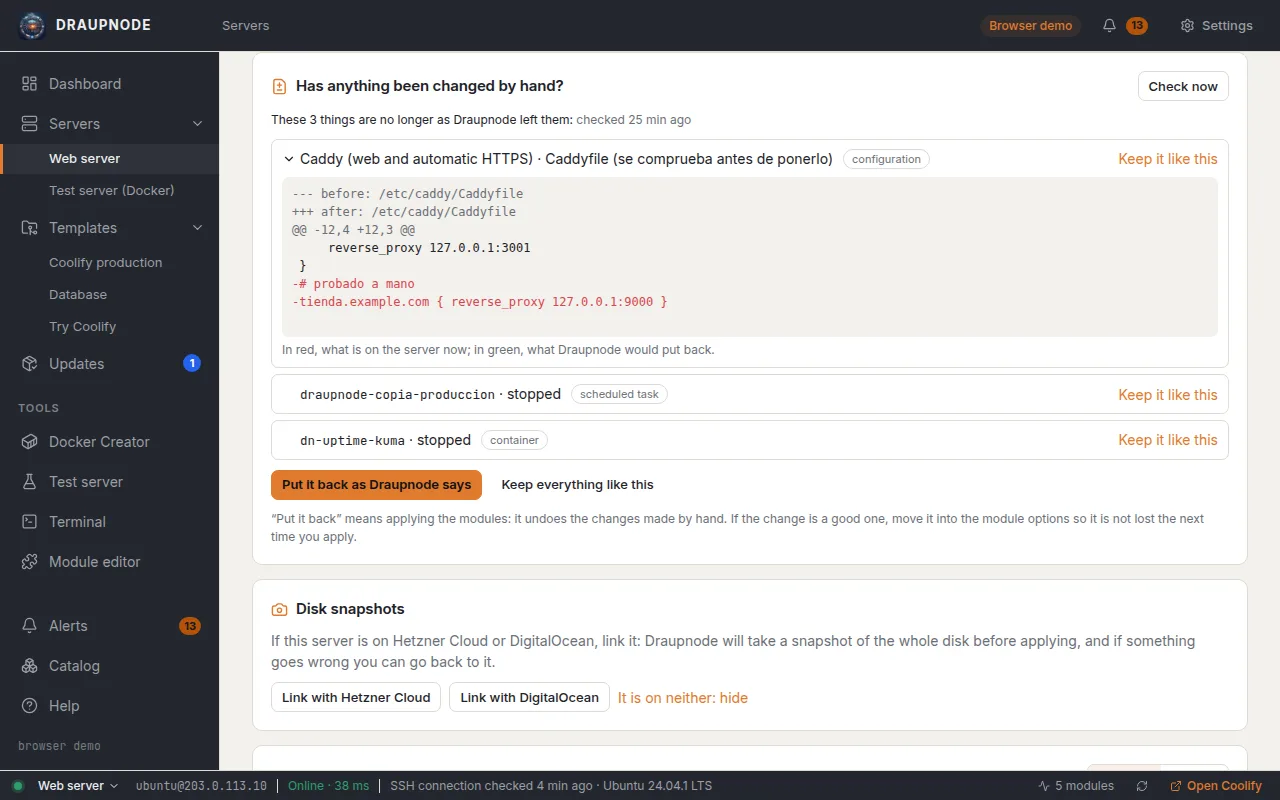 DRAUPNODE
Servers
Browser demo
13
Settings
Dashboard
Servers
Web server
Test server (Docker)
Templates
Coolify production
Database
Try Coolify
Updates
1
TOOLS
Docker Creator
Test server
Terminal
Module editor
Alerts
13
Catalog
Help
browser demo
Has anything been changed by hand?
Check now
These 3 things are no longer as Draupnode left them: checked 25 min ago
Caddy (web and automatic HTTPS) · Caddyfile (se comprueba antes de ponerlo)
configuration
Keep it like this
--- before: /etc/caddy/Caddyfile
+++ after: /etc/caddy/Caddyfile
@@ -12,4 +12,3 @@
reverse_proxy 127.0.0.1:3001
}
-# probado a mano
-tienda.example.com { reverse_proxy 127.0.0.1:9000 }
In red, what is on the server now; in green, what Draupnode would put back.
draupnode-copia-produccion · stopped
scheduled task
Keep it like this
dn-uptime-kuma · stopped
container
Keep it like this
Put it back as Draupnode says
Keep everything like this
“Put it back” means applying the modules: it undoes the changes made by hand. If the change is a good one, move it into the module options so it is not lost the next
time you apply.
Disk snapshots
If this server is on Hetzner Cloud or DigitalOcean, link it: Draupnode will take a snapshot of the whole disk before applying, and if something
goes wrong you can go back to it.
Link with Hetzner Cloud
Link with DigitalOcean
It is on neither: hide
Web server
ubuntu@203.0.113.10
Online · 38 ms
SSH connection checked 4 min ago · Ubuntu 24.04.1 LTS
5 modules
Open Coolify